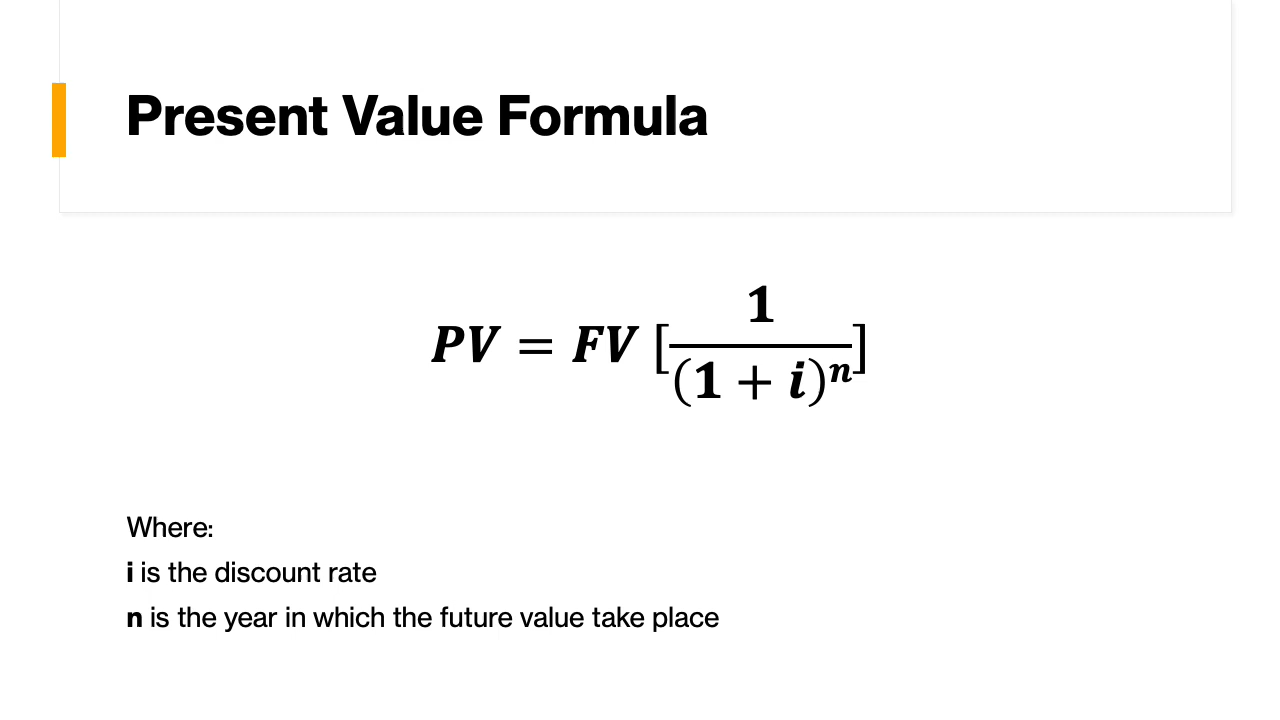 Present Value Formula
PV = FV [1/(1 + i)^n]
Where:
i is the discount rate
n is the year in which the future value take place